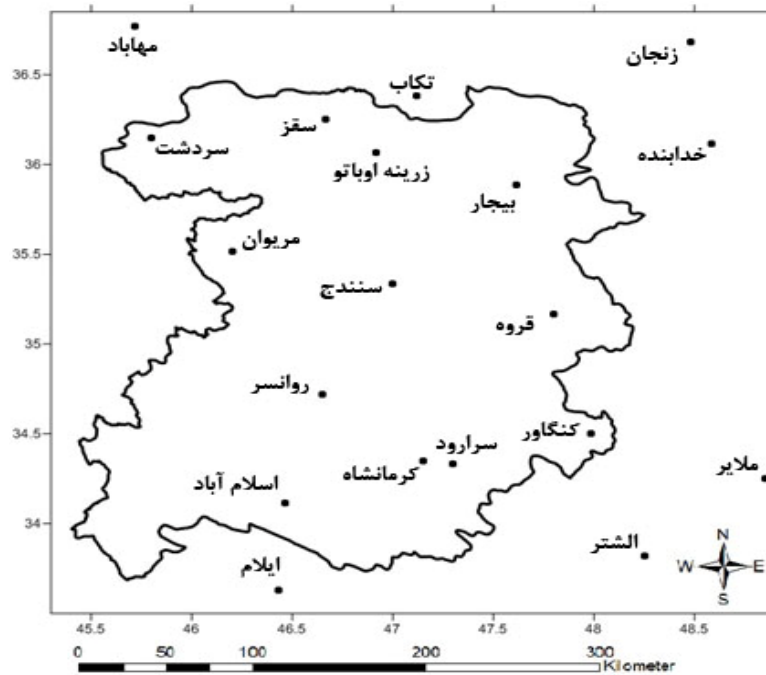 مهاباد
زنجان
36.5
تکاب
سقز
سردشت
خدابنده
36
زرینه اوباتو
بیجار
35.5
مریوان
سنندج
قروه
35
روانسر
34.5
کنگاور
سرارود
کرمانشاه
ملایر
اسلام آباد
34
الشتر
ایلام
N
W E
S
45.5 46 46.5 47 47.5 48 48.5
0 50 100 200 300 Kilometer